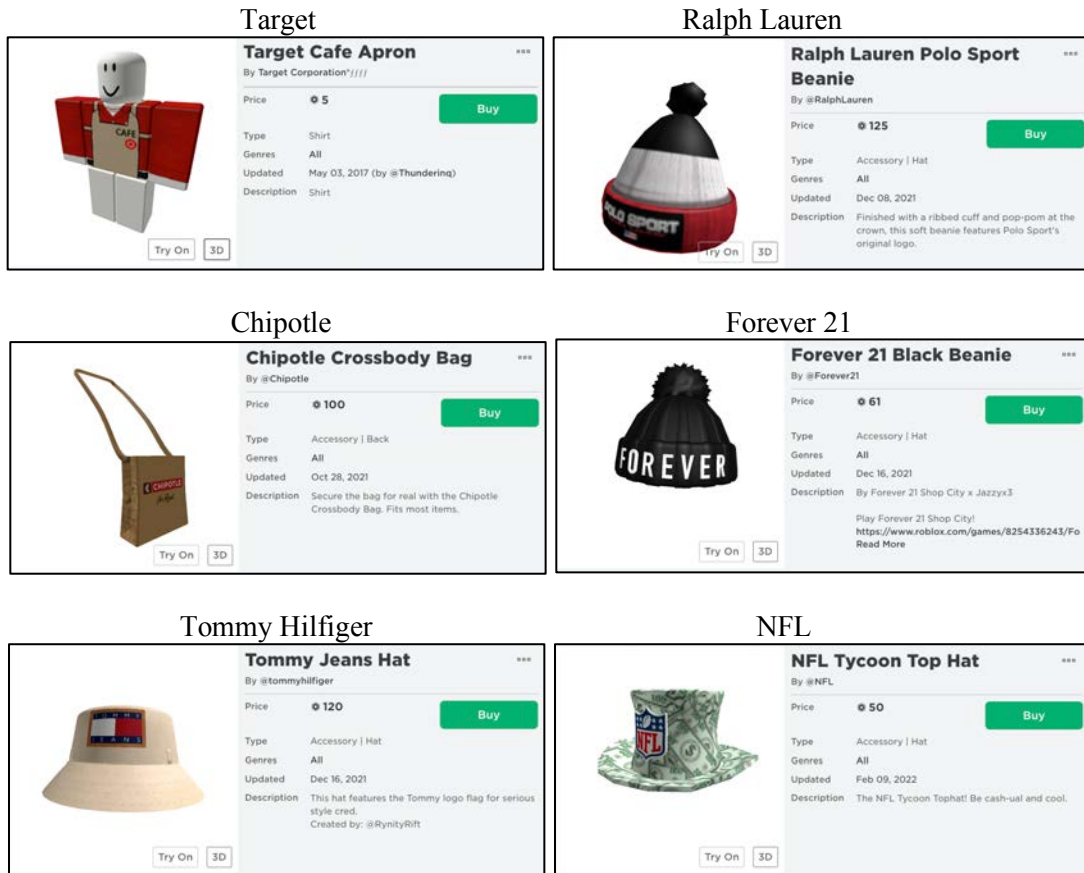 Target
Ralph Lauren
CAFE
Target Cafe Apron
By Target Corporation*ƒƒƒƒ
Price 5
Buy
Type Shirt
Genres All
Updated May 03, 2017 (by @Thunderinq)
Description Shirt
Try On 3D
POLO SPORT
Ralph Lauren Polo Sport
Beanie
By @RalphLauren
Price 125
Buy
Type Accessory | Hat
Genres All
Updated Dec 08, 2021
Description Finished with a ribbed cuff and pop-pom at the
crown, this soft beanie features Polo Sport's
original logo.
Try On 3D
Chipotle
Forever 21
CHIPOTLE
Chipotle Crossbody Bag
By @Chipotle
Price 100
Buy
Type Accessory | Back
Genres All
Updated Oct 28, 2021
Description Secure the bag for real with the Chipotle
Crossbody Bag. Fits most items.
Try On 3D
FOREVER
Forever 21 Black Beanie
By @Forever21
Price 61
Buy
Type Accessory | Hat
Genres All
Updated Dec 16, 2021
Description By Forever 21 Shop City x Jazzyx3
Play Forever 21 Shop City!
https://www.roblox.com/games/8254336243/Fo
Read More
Try On 3D
Tommy Hilfiger
NFL
TOMMY
JEANS
Tommy Jeans Hat
By @tommyhilfiger
Price 120
Buy
Type Accessory | Hat
Genres All
Updated Dec 16, 2021
Description This hat features the Tommy logo flag for serious
style cred.
Created by: @RynityRift
Try On 3D
NFL
NFL Tycoon Top Hat
By @NFL
Price 50
Buy
Type Accessory | Hat
Genres All
Updated Feb 09, 2022
Description The NFL Tycoon Tophat! Be cash-ual and cool.
Try On 3D